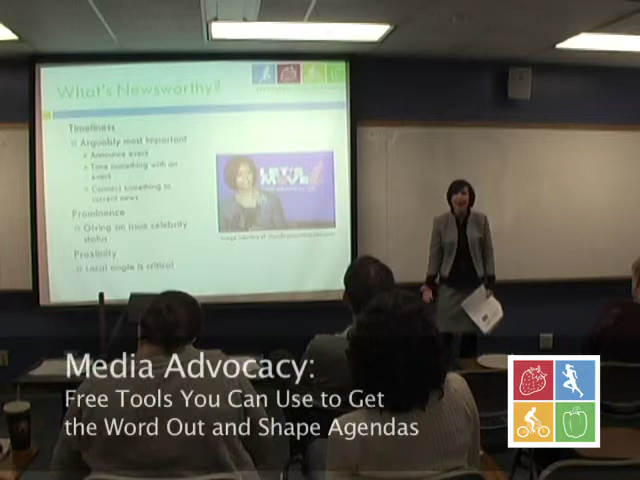 What's Newsworthy?
Timeliness
Arguably most important
Announce event
Time something with an
event
Connect something to
current news
Prominence
Giving an issue celebrity
status
Proximity
Local angle is critical
LET'S
MOVE
Media Advocacy:
Free Tools You Can Use to Get
the Word Out and Shape Agendas